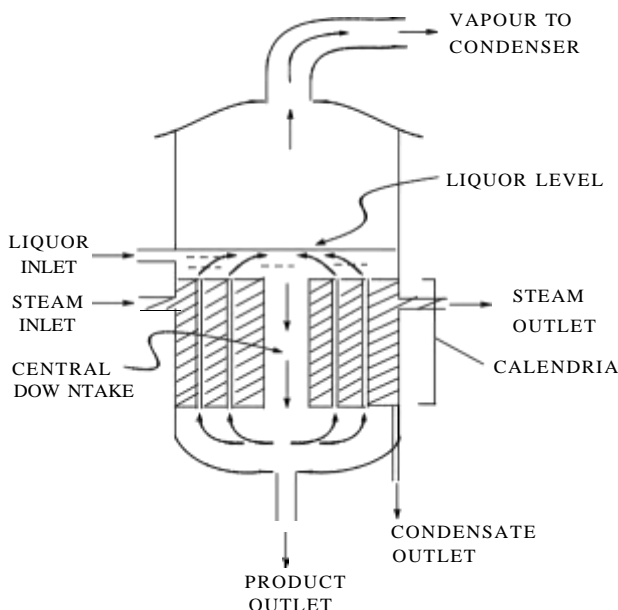 VAPOUR TO
CONDENSER
LIQUOR LEVEL
LIQUOR
INLET
STEAM
INLET
STEAM
OUTLET
CENTRAL
DOW NTAKE
CALENDRIA
CONDENSATE
OUTLET
PRODUCT
OUTLET